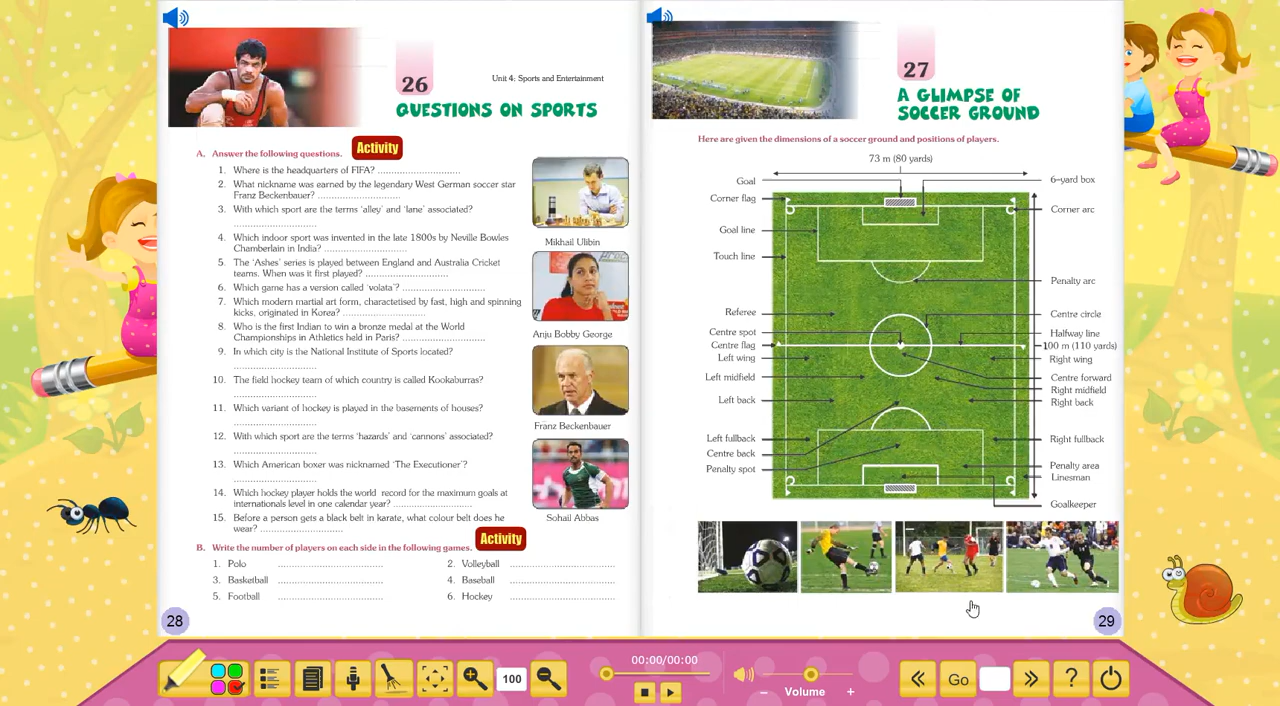 26
Unit 4: Sports and Entertainment
QUESTIONS ON SPORTS
A. Answer the following questions. Activity
1. Where is the headquarters of FIFA? ............................
2. What nickname was earned by the legendary West German soccer star
Franz Beckenbauer? ............................
3. With which sport are the terms 'alley' and 'lane' associated?
............................
4. Which indoor sport was invented in the late 1800s by Neville Bowles
Chamberlain in India? ............................
5. The 'Ashes' series is played between England and Australia Cricket
teams. When was it first played? ............................
6. Which game has a version called 'volata'? ............................
7. Which modern martial art form, charactetised by fast, high and spinning
kicks, originated in Korea? ............................
8. Who is the first Indian to win a bronze medal at the World
Championships in Athletics held in Paris? ............................
9. In which city is the National Institute of Sports located?
............................
10. The field hockey team of which country is called Kookaburras?
............................
11. Which variant of hockey is played in the basements of houses?
............................
12. With which sport are the terms 'hazards' and 'cannons' associated?
............................
13. Which American boxer was nicknamed 'The Executioner'?
............................
14. Which hockey player holds the world record for the maximum goals at
internationals level in one calendar year? ............................
15. Before a person gets a black belt in karate, what colour belt does he
wear? ............................
Mikhail Ulibin
Anju Bobby George
Franz Beckenbauer
Sohail Abbas
B. Write the number of players on each side in the following games. Activity
1. Polo ............................ 2. Volleyball ............................
3. Basketball ............................ 4. Baseball ............................
5. Football ............................ 6. Hockey ............................
28
27
A GLIMPSE OF
SOCCER GROUND
Here are given the dimensions of a soccer ground and positions of players.
73 m (80 yards)
Goal
Corner flag
Goal line
Touch line
Referee
Centre spot
Centre flag
Left wing
Left midfield
Left back
Left fullback
Centre back
Penalty spot
6-yard box
Corner arc
Penalty arc
Centre circle
Halfway line
100 m (110 yards)
Right wing
Centre forward
Right midfield
Right back
Right fullback
Penalty area
Linesman
Goalkeeper
29
100
00:00/00:00
Volume
− +
Go
?